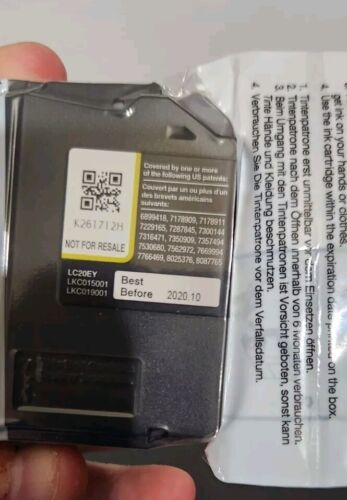 K261712H
NOT FOR RESALE
LC20EY
LKC015001
LKC019001
Covered by one or more
of the following US patents:
Couvert par un ou plus d'un
des brevets américains
suivants:
6899418, 7178909, 7178911
7229165, 7287845, 7300104
7316471, 7350909, 7357494
7530680, 7562972, 7669994
7766469, 8025376, 8087765
Best
Before 2020.10
get ink on your hands or clothes.
4. Use the ink cartridge within the expiration date printed on the box.
1. Tintenpatrone erst unmittelbar vor dem Einsetzen öffnen.
2. Tintenpatrone nach dem Öffnen innerhalb von 6 Monaten verbrauchen.
3. Beim Umgang mit den Tintenpatronen ist Vorsicht geboten, sonst kann
Tinte Hände und Kleidung beschmutzen.
4. Verbrauchen Sie Die Tintenpatrone vor dem Verfallsdatum.